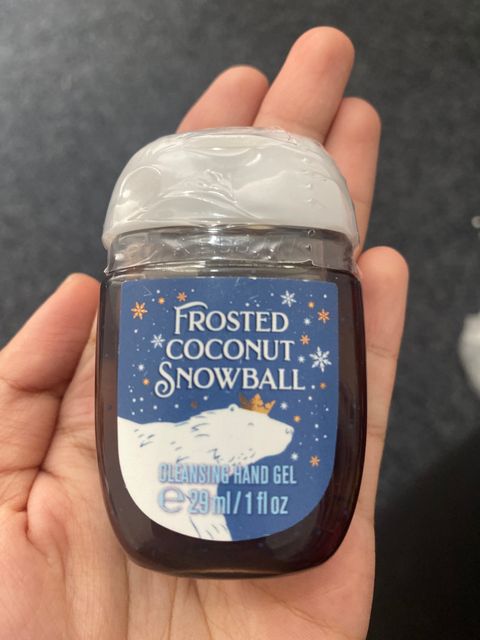 FROSTED
COCONUT
SNOWBALL
CLEANSING HAND GEL
℮ 29 ml / 1 fl oz